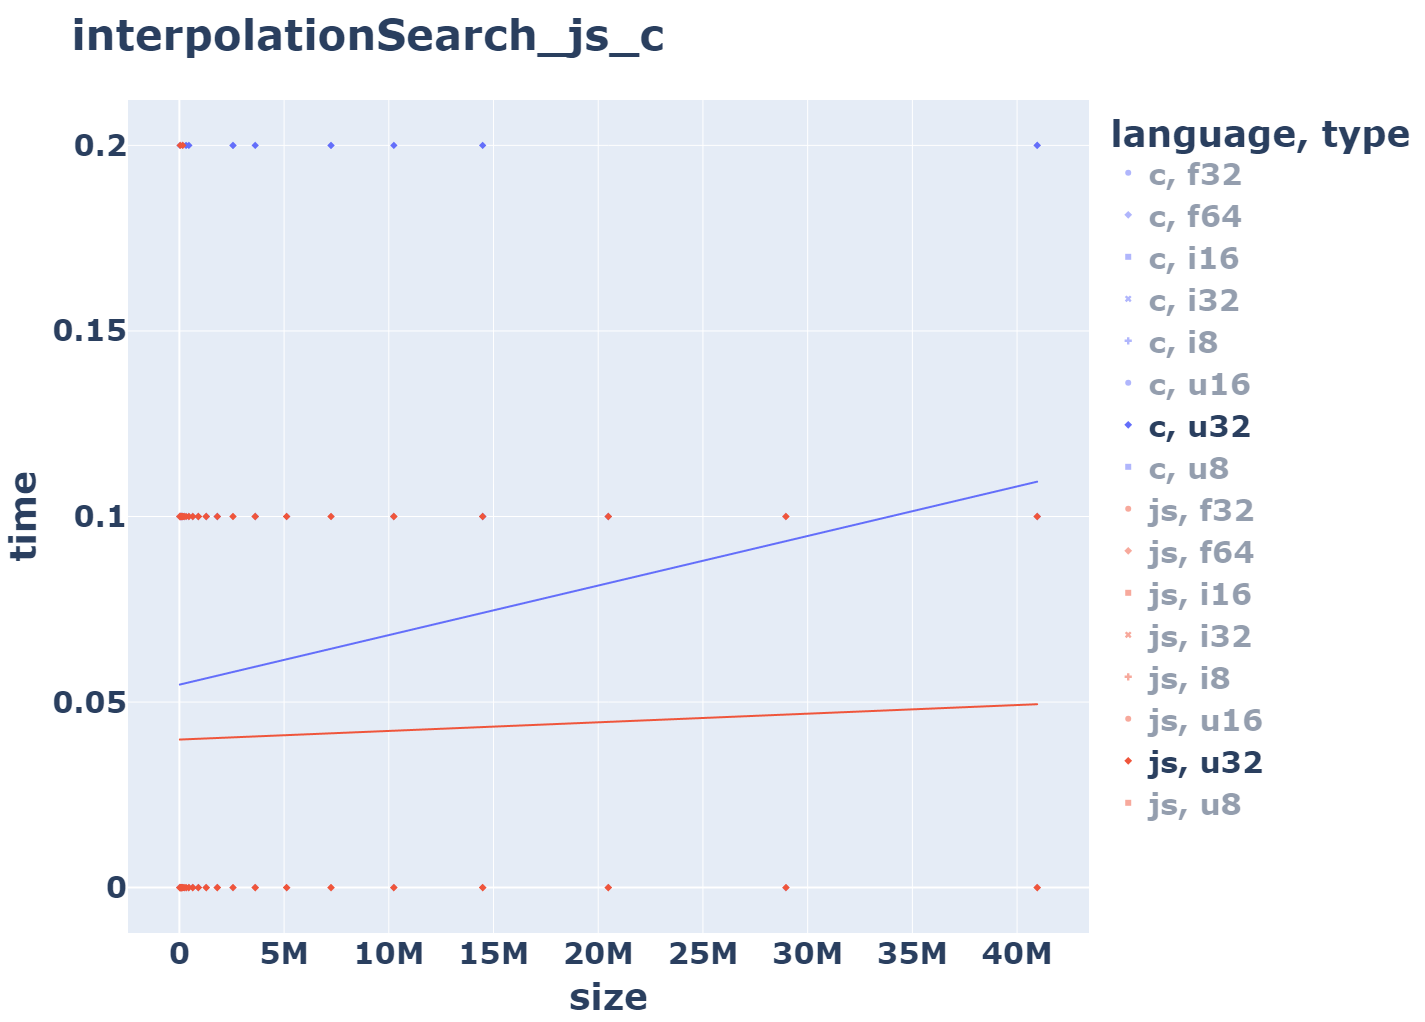 interpolationSearch_js_c
0.2
0.15
0.1
0.05
0
time
0
5M
10M
15M
20M
25M
30M
35M
40M
size
language, type
c, f32
c, f64
c, i16
c, i32
c, i8
c, u16
c, u32
c, u8
js, f32
js, f64
js, i16
js, i32
js, i8
js, u16
js, u32
js, u8